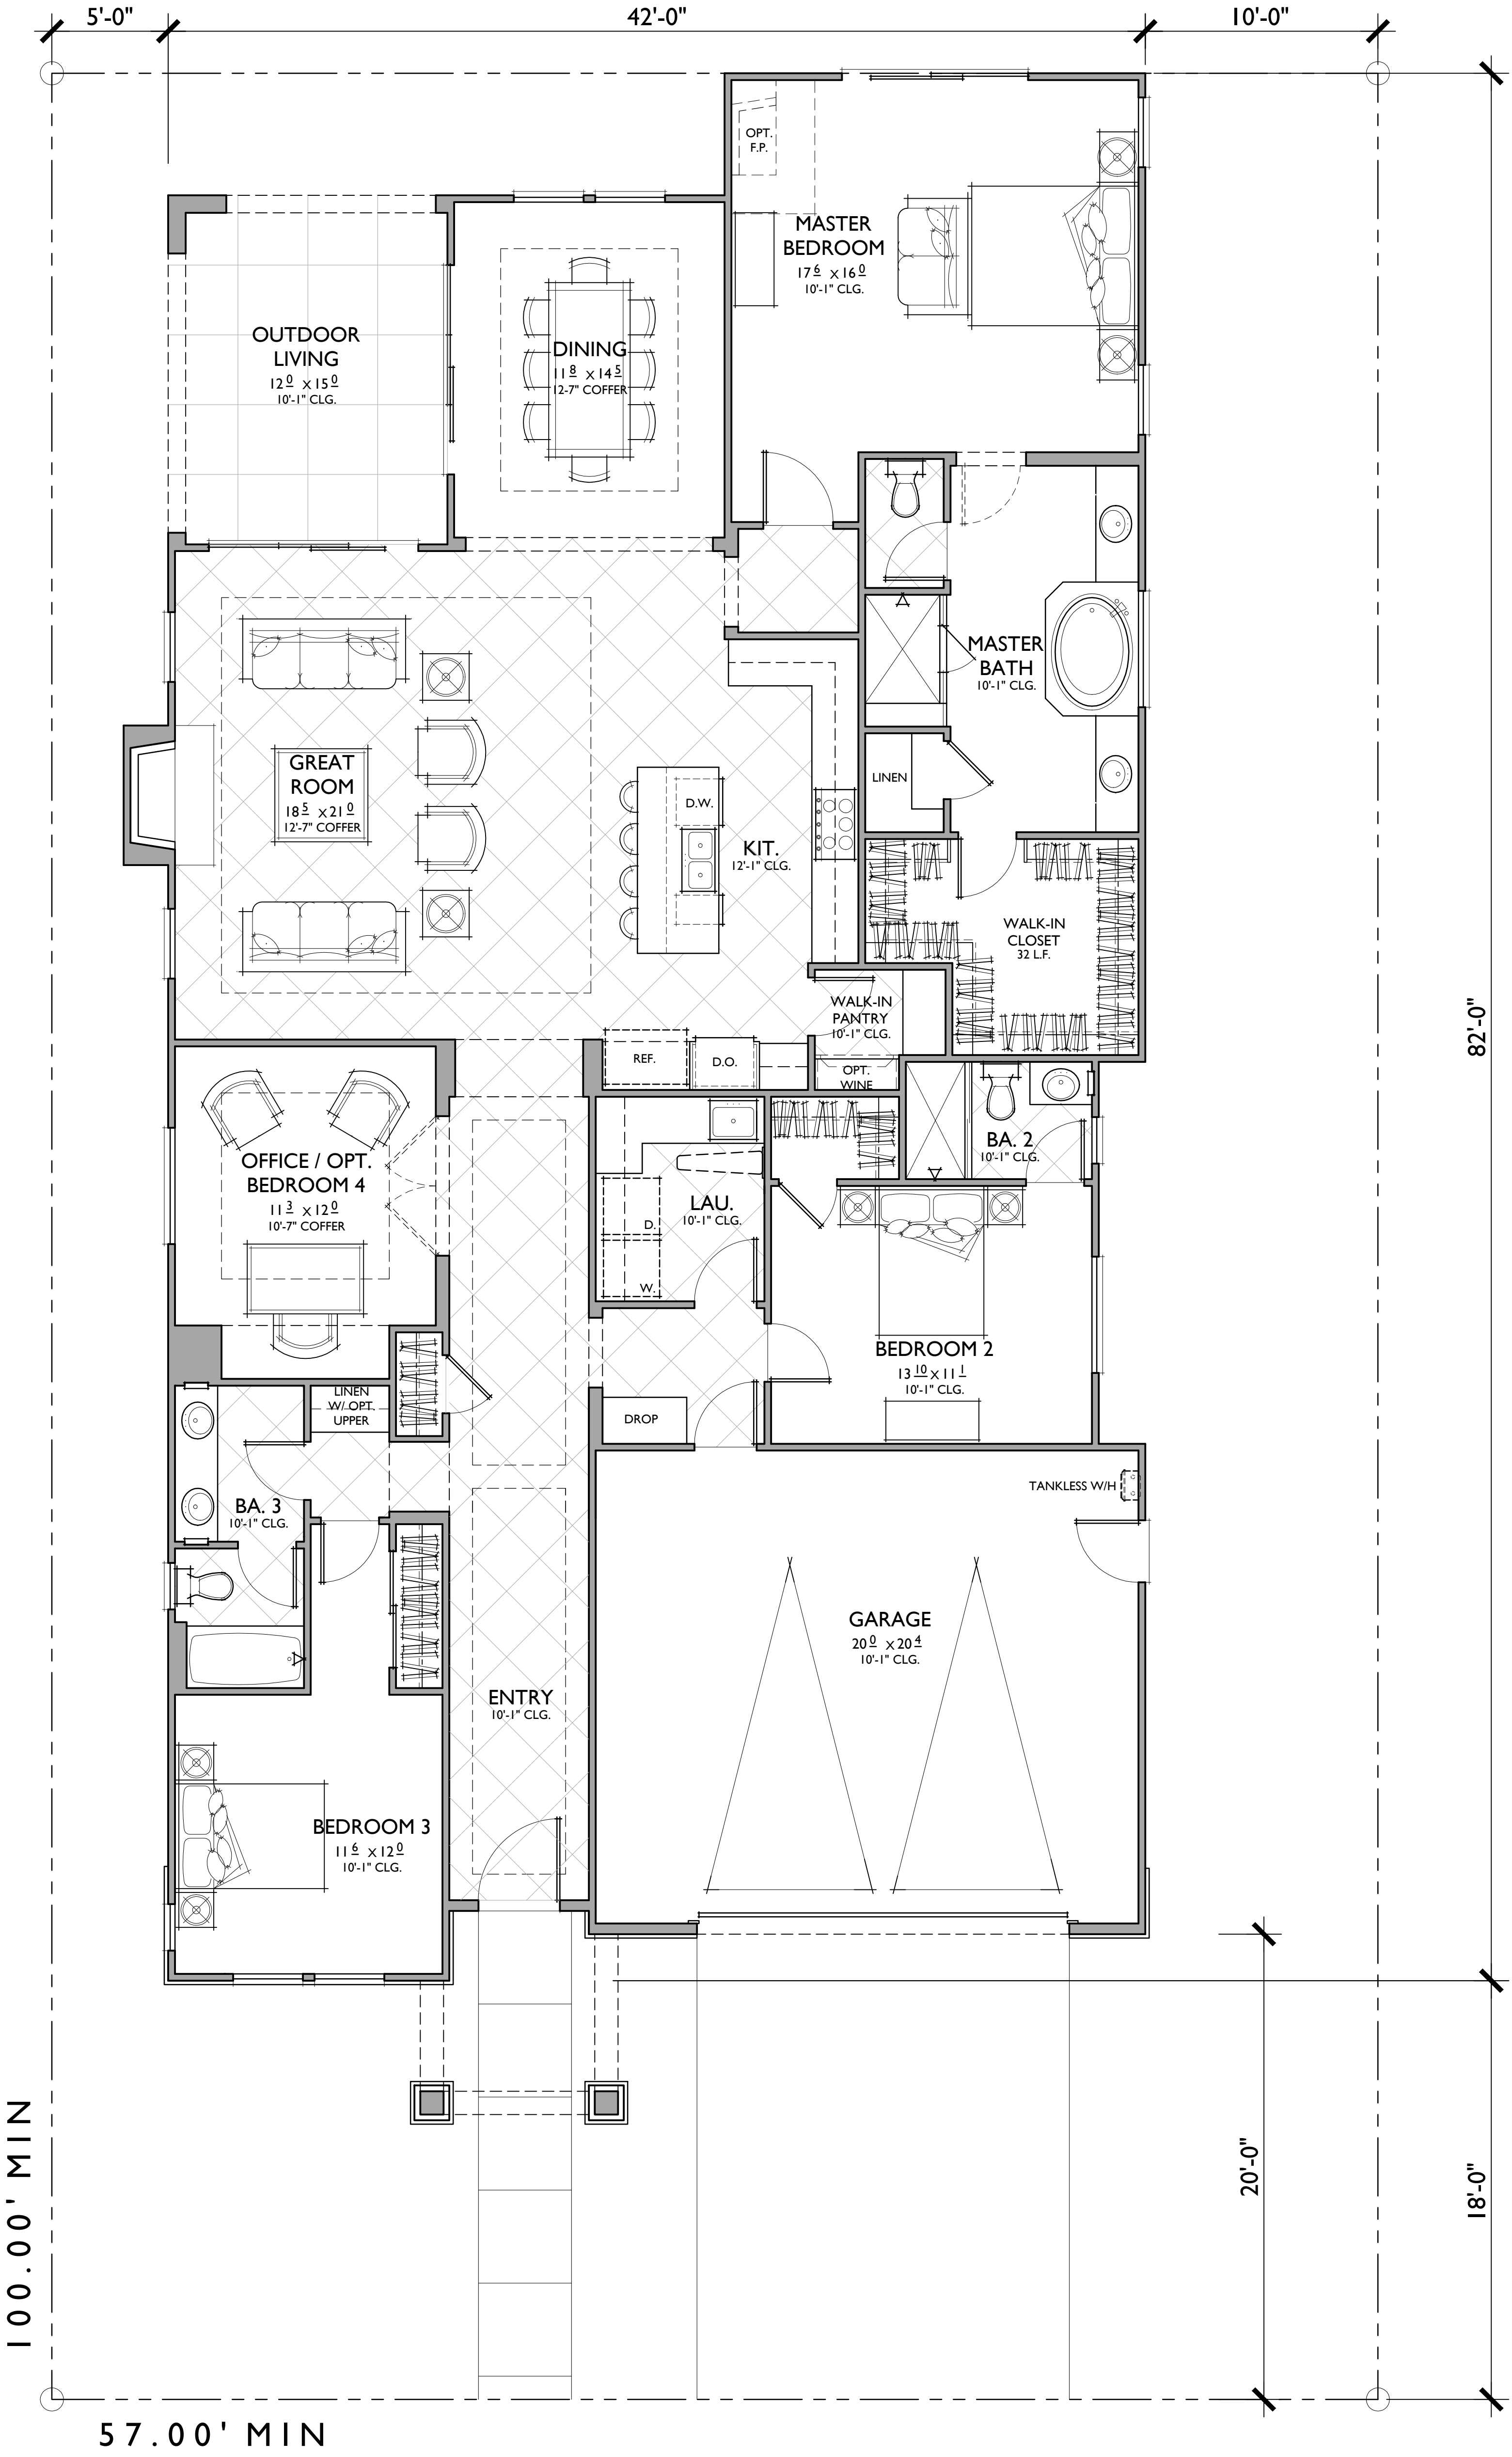 5'-0"
42'-0"
10'-0"
OPT.
F.P.
MASTER
BEDROOM
17 6 x 16 0
10'-1" CLG.
OUTDOOR
LIVING
12 0 x 15 0
10'-1" CLG.
DINING
11 8 x 14 5
12-7" COFFER
MASTER
BATH
10'-1" CLG.
LINEN
GREAT
ROOM
18 5 x 21 0
12'-7" COFFER
D.W.
KIT.
12'-1" CLG.
WALK-IN
CLOSET
32 L.F.
WALK-IN
PANTRY
10'-1" CLG.
REF.
D.O.
OPT.
WINE
82'-0"
OFFICE / OPT.
BEDROOM 4
11 3 x 12 0
10'-7" COFFER
BA. 2
10'-1" CLG.
LAU.
10'-1" CLG.
D.
W.
BEDROOM 2
13 10 x 11 1
10'-1" CLG.
LINEN
W/ OPT.
UPPER
DROP
TANKLESS W/H
BA. 3
10'-1" CLG.
GARAGE
20 0 x 20 4
10'-1" CLG.
ENTRY
10'-1" CLG.
BEDROOM 3
11 6 x 12 0
10'-1" CLG.
20'-0"
18'-0"
100.00' MIN
57.00' MIN